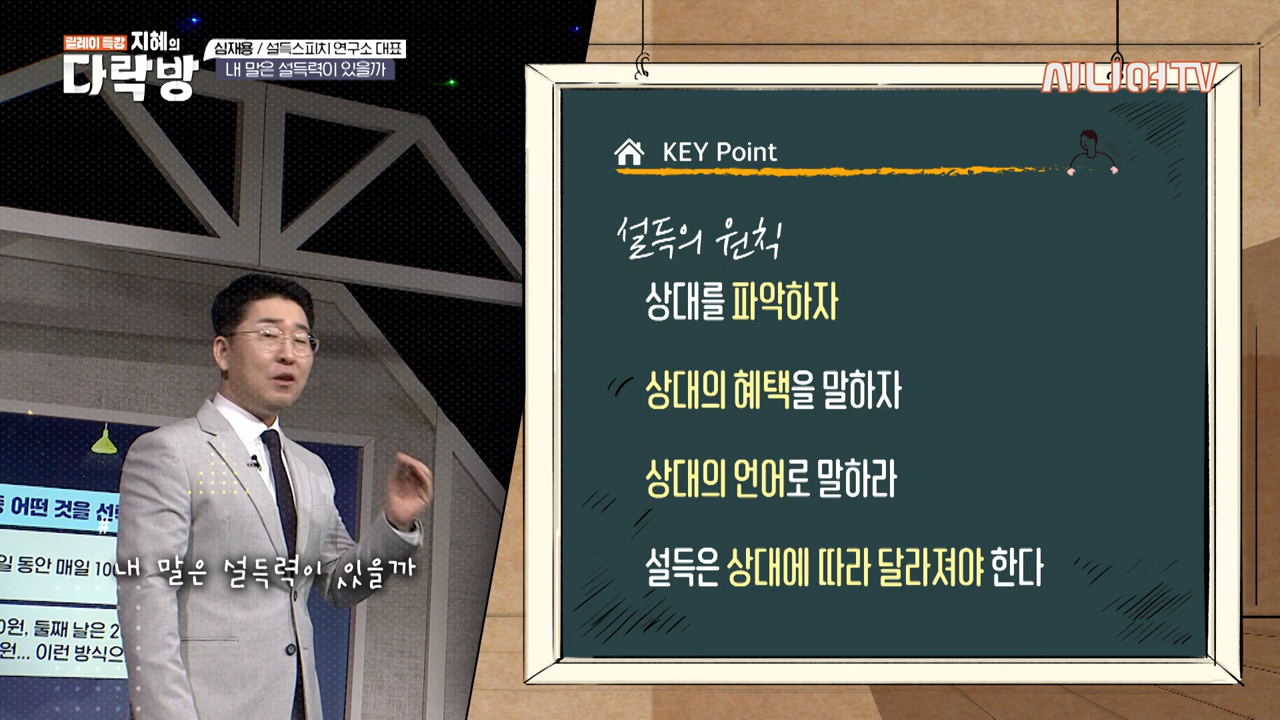 릴레이 특강 지혜의
다락방
심재용 / 설득스피치 연구소 대표
내 말은 설득력이 있을까
시니어TV
KEY Point
설득의 원칙
상대를 파악하자
상대의 혜택을 말하자
상대의 언어로 말하라
설득은 상대에 따라 달라져야 한다
어떤 것을
일 동안 매일 100
내 말은 설득력이 있을까
0원, 둘째 날은 2
원... 이런 방식으